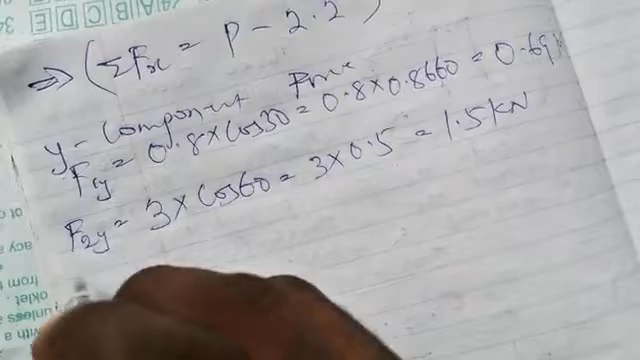 ⇒ (ΣFx = P - 2.2)
y-component Force
F1y = 0.8×Cos30 = 0.8×0.8660 = 0.69
F2y = 3×Cos60 = 3×0.5 = 1.5kN